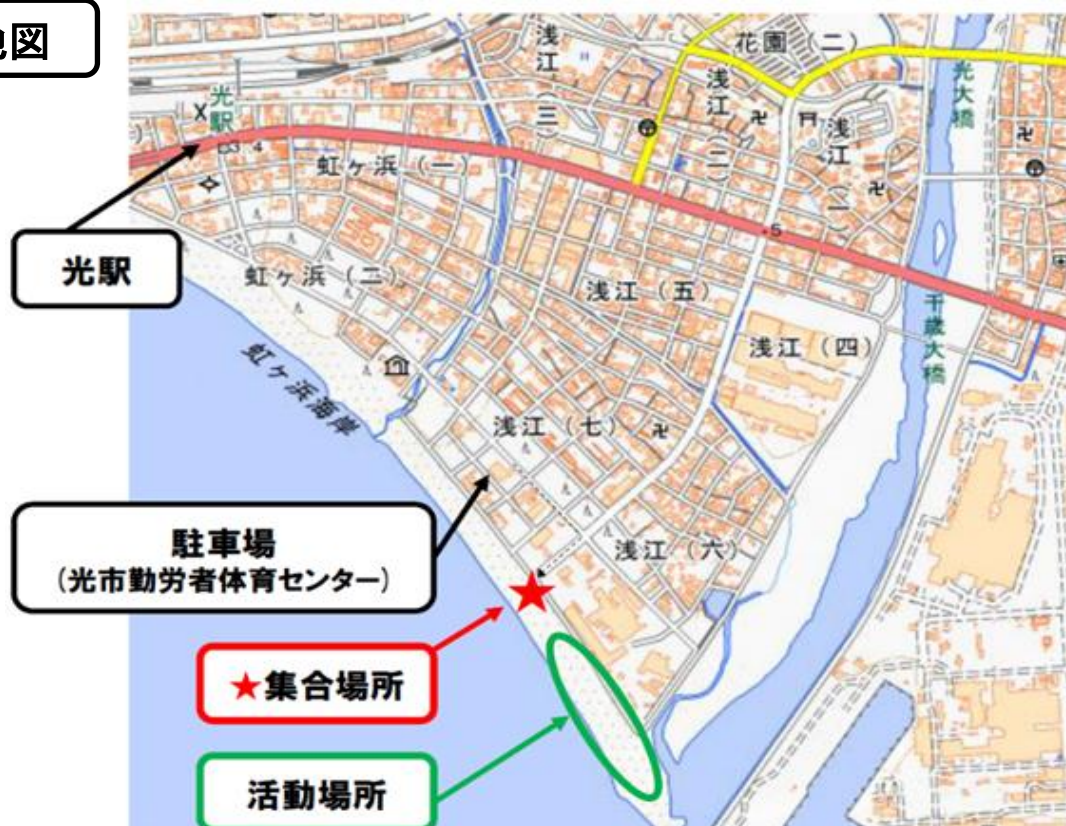 地図
浅江
(三)
花園(二)
浅江
(二)
浅江
(一)
光大橋
光駅
3.4
虹ヶ浜(一)
光駅
.5
虹ヶ浜(二)
浅江(五)
千歳大橋
浅江(四)
虹ヶ浜海岸
浅江(七)
駐車場
(光市勤労者体育センター)
浅江(六)
★集合場所
活動場所